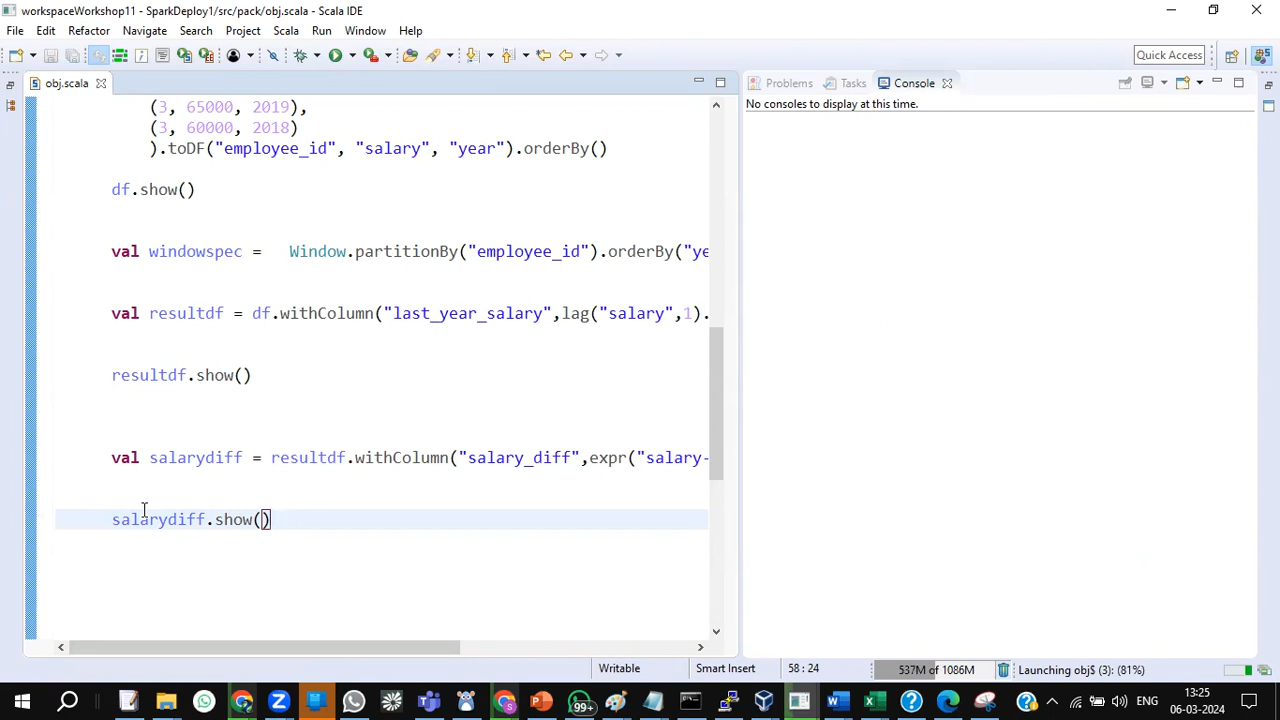 workspaceWorkshop11 - SparkDeploy1/src/pack/obj.scala - Scala IDE
File Edit Refactor Navigate Search Project Scala Run Window Help
Quick Access
obj.scala
Problems Tasks Console
No consoles to display at this time.
(3, 65000, 2019),
(3, 60000, 2018)
).toDF("employee_id", "salary", "year").orderBy()
df.show()
val windowspec = Window.partitionBy("employee_id").orderBy("ye
val resultdf = df.withColumn("last_year_salary",lag("salary",1).
resultdf.show()
val salarydiff = resultdf.withColumn("salary_diff",expr("salary-
salarydiff.show()
Writable Smart Insert 58 : 24 537M of 1086M Launching obj$ (3): (81%)
99+
ENG
13:25
06-03-2024